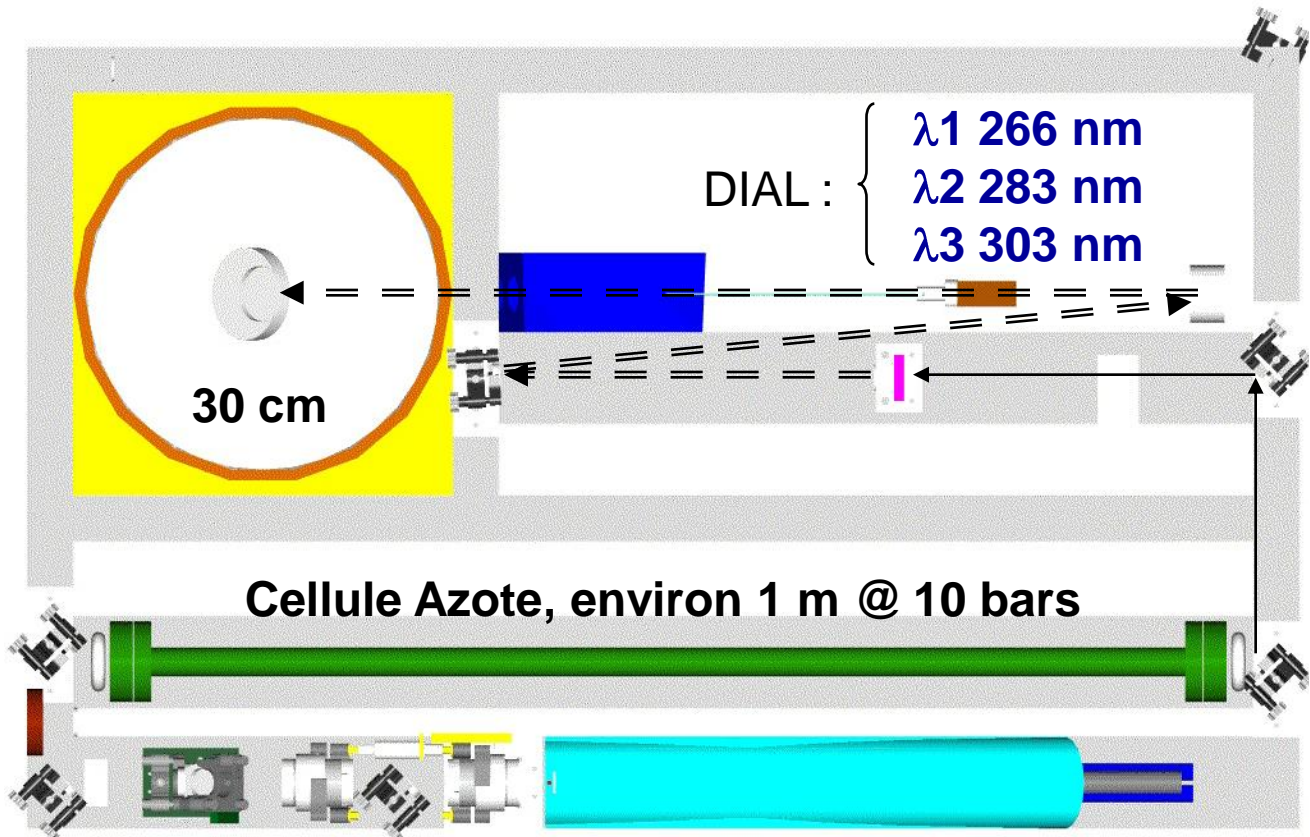 λ1 266 nm
DIAL :
λ2 283 nm
λ3 303 nm
30 cm
Cellule Azote, environ 1 m @ 10 bars